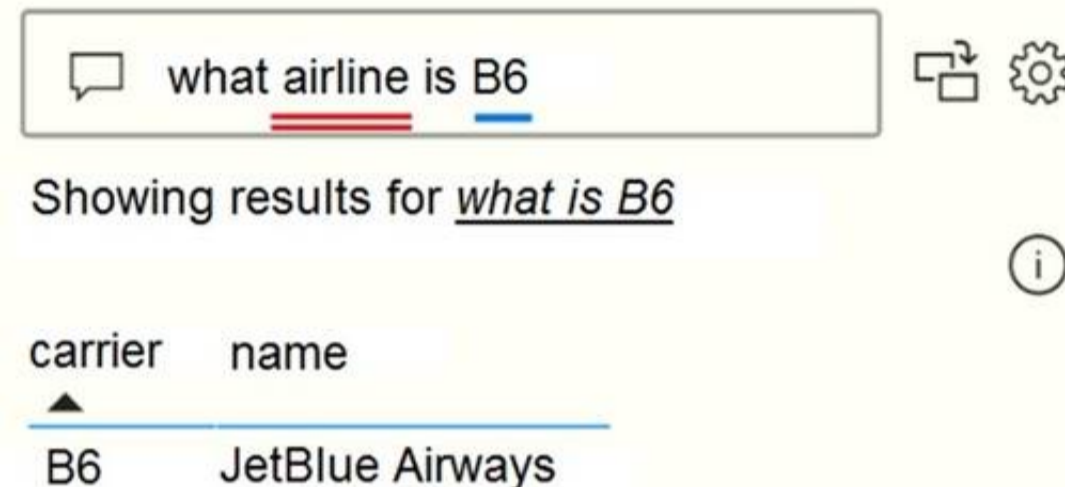 what airline is B6
Showing results for what is B6
i
carrier name
B6 JetBlue Airways